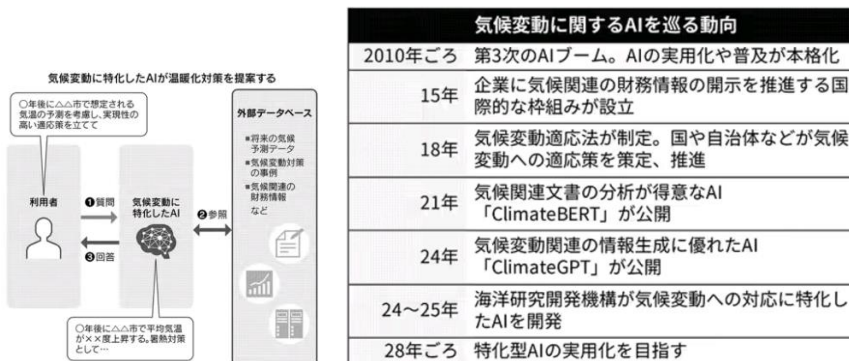 気候変動に特化したAIが温暖化対策を提案する
○年後に△△市で想定される
気温の予測を考慮し、実現性の
高い適応策を立てて
利用者
❶質問
❸回答
気候変動に
特化したAI
❷参照
○年後に△△市で平均気温
が××度上昇する。暑熱対策
として…
外部データベース
■将来の気候
予測データ
■気候変動対策
の事例
■気候関連の
財務情報
など
気候変動に関するAIを巡る動向
2010年ごろ 第3次のAIブーム。AIの実用化や普及が本格化
15年 企業に気候関連の財務情報の開示を推進する国
際的な枠組みが設立
18年 気候変動適応法が制定。国や自治体などが気候
変動への適応策を策定、推進
21年 気候関連文書の分析が得意なAI
「ClimateBERT」が公開
24年 気候変動関連の情報生成に優れたAI
「ClimateGPT」が公開
24〜25年 海洋研究開発機構が気候変動への対応に特化し
たAIを開発
28年ごろ 特化型AIの実用化を目指す